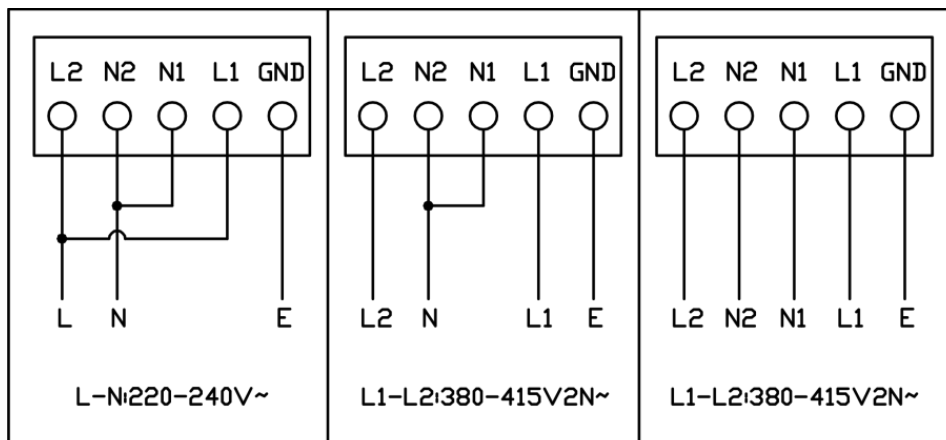 L2 N2 N1 L1 GND
L N E
L-N:220-240V~
L2 N2 N1 L1 GND
L2 N L1 E
L1-L2:380-415V2N~
L2 N2 N1 L1 GND
L2 N2 N1 L1 E
L1-L2:380-415V2N~